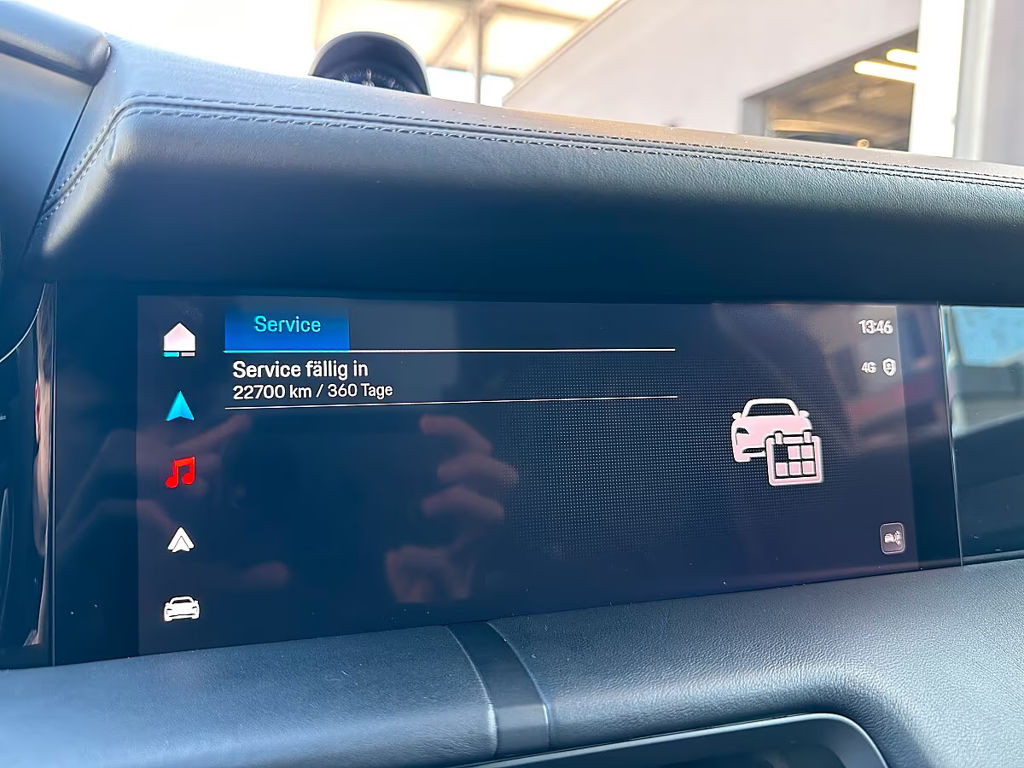 Service
13:46
Service fällig in
22700 km / 360 Tage
4G